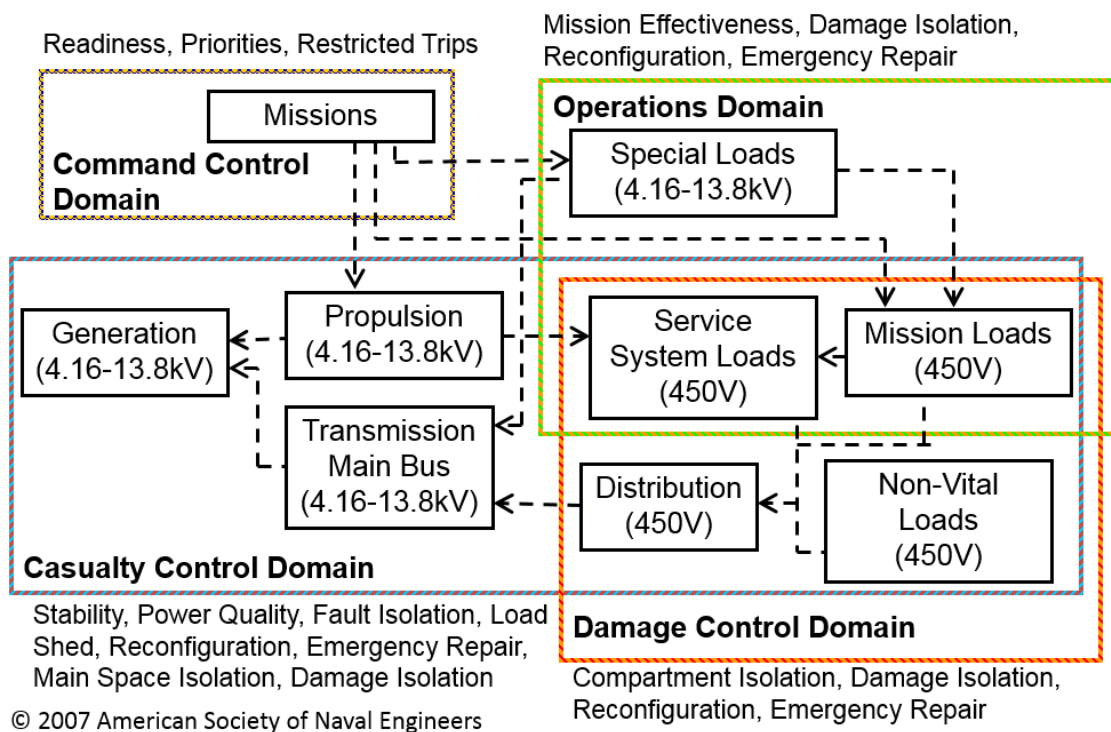 Readiness, Priorities, Restricted Trips
Mission Effectiveness, Damage Isolation,
Reconfiguration, Emergency Repair
Missions
Command Control
Domain
Operations Domain
Special Loads
(4.16-13.8kV)
Generation
(4.16-13.8kV)
Propulsion
(4.16-13.8kV)
Service
System Loads
(450V)
Mission Loads
(450V)
Transmission
Main Bus
(4.16-13.8kV)
Distribution
(450V)
Non-Vital
Loads
(450V)
Casualty Control Domain
Stability, Power Quality, Fault Isolation, Load
Shed, Reconfiguration, Emergency Repair,
Main Space Isolation, Damage Isolation
Damage Control Domain
Compartment Isolation, Damage Isolation,
Reconfiguration, Emergency Repair
© 2007 American Society of Naval Engineers